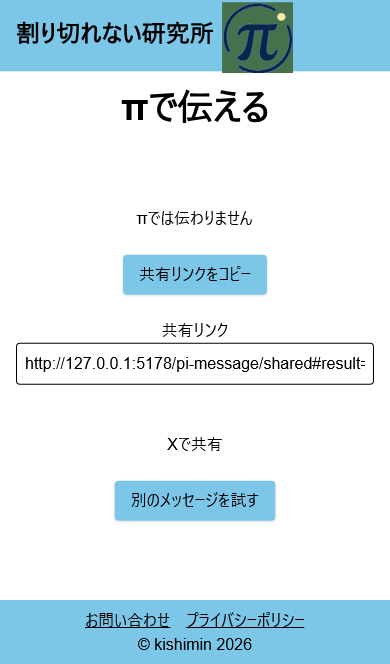 割り切れない研究所
π
πで伝える
πでは伝わりません
共有リンクをコピー
共有リンク
http://127.0.0.1:5178/pi-message/shared#result=
Xで共有
別のメッセージを試す
お問い合わせ プライバシーポリシー
© kishimin 2026